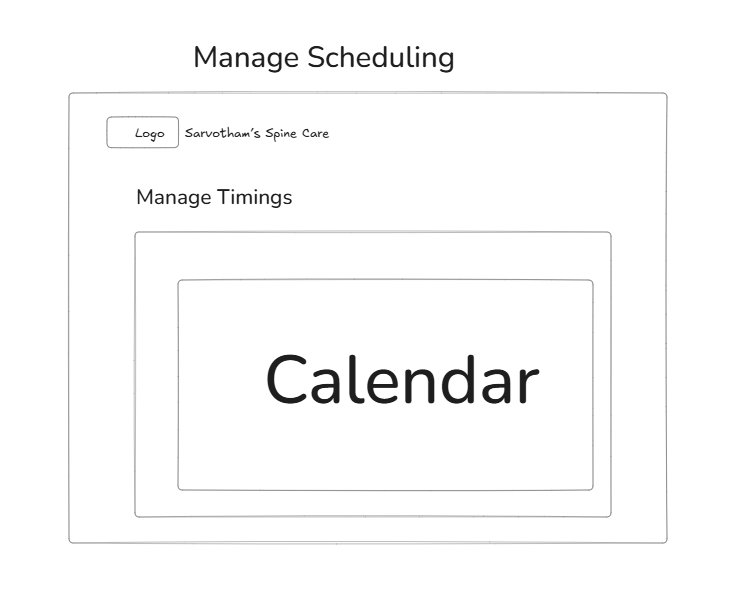 Manage Scheduling
Logo Sarvotham's Spine Care
Manage Timings
Calendar